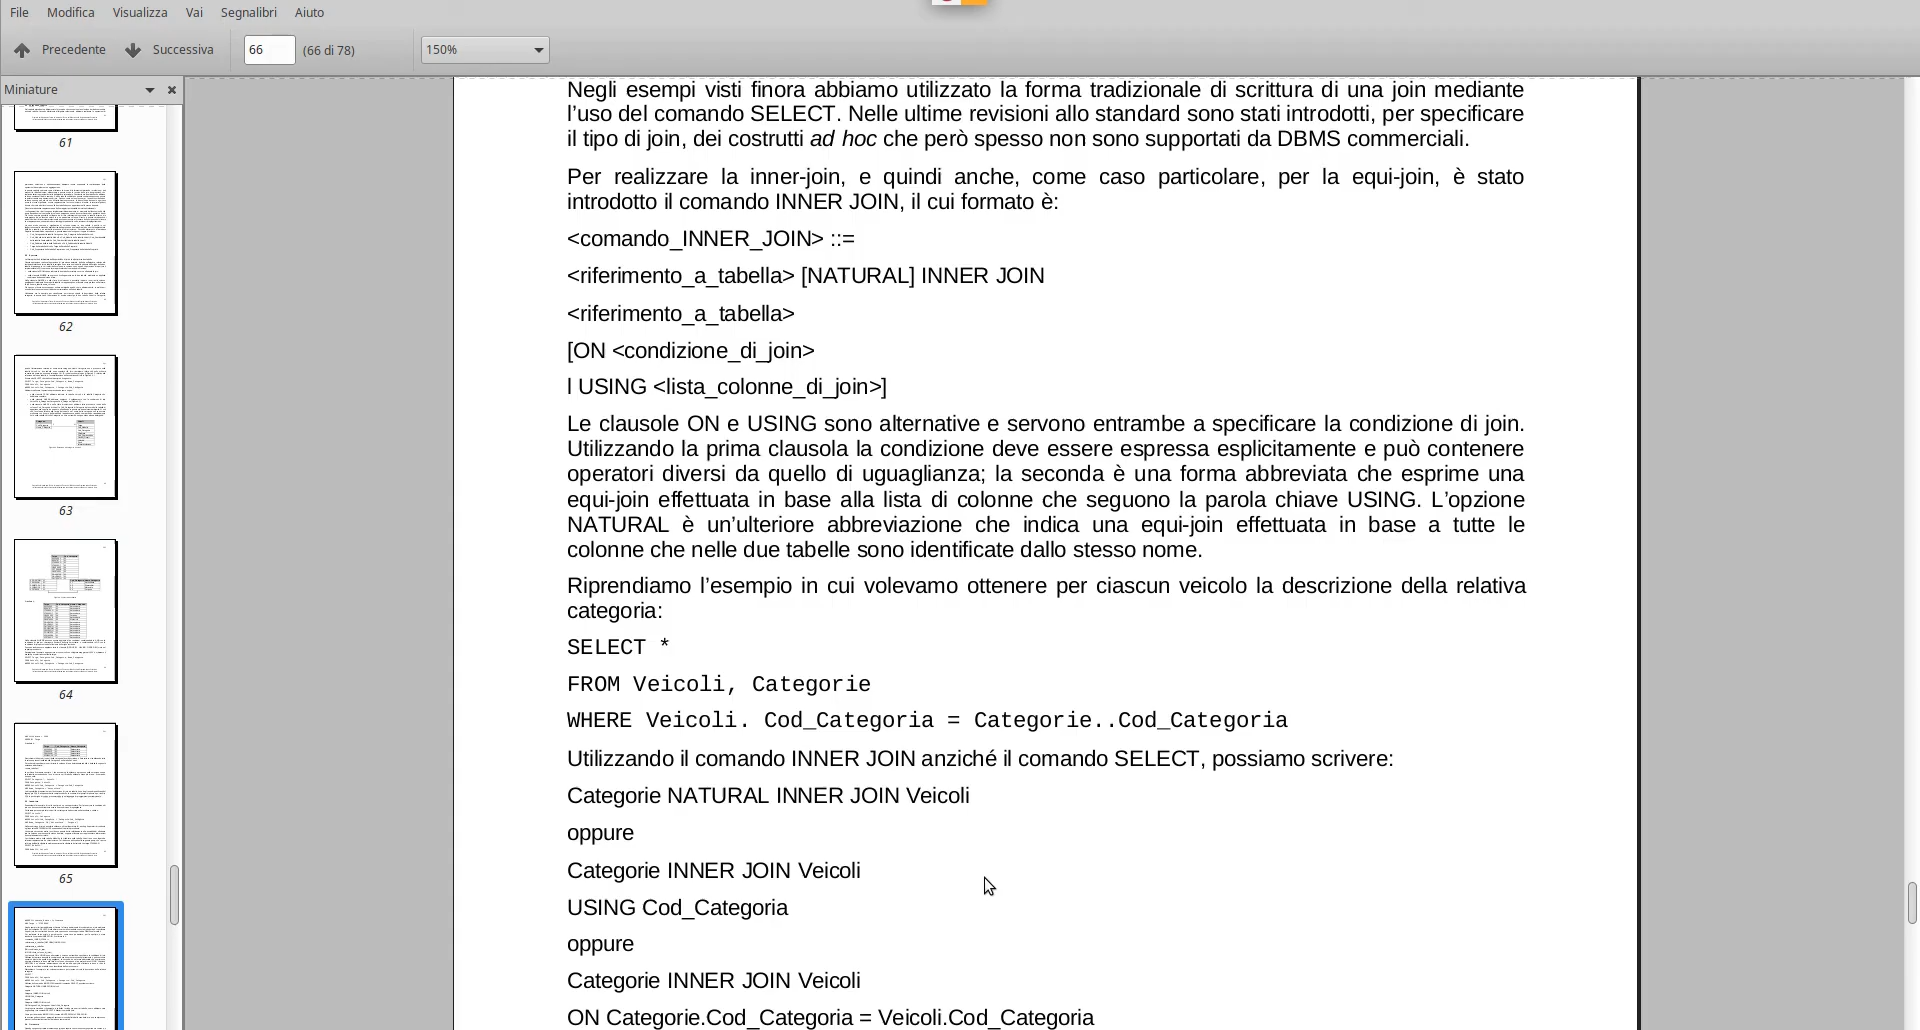 File Modifica Visualizza Vai Segnalibri Aiuto
Precedente Successiva 66 (66 di 78) 150%
Miniature
61
62
63
64
65
Negli esempi visti finora abbiamo utilizzato la forma tradizionale di scrittura di una join mediante
l’uso del comando SELECT. Nelle ultime revisioni allo standard sono stati introdotti, per specificare
il tipo di join, dei costrutti ad hoc che però spesso non sono supportati da DBMS commerciali.
Per realizzare la inner-join, e quindi anche, come caso particolare, per la equi-join, è stato
introdotto il comando INNER JOIN, il cui formato è:
<comando_INNER_JOIN> ::=
<riferimento_a_tabella> [NATURAL] INNER JOIN
<riferimento_a_tabella>
[ON <condizione_di_join>
l USING <lista_colonne_di_join>]
Le clausole ON e USING sono alternative e servono entrambe a specificare la condizione di join.
Utilizzando la prima clausola la condizione deve essere espressa esplicitamente e può contenere
operatori diversi da quello di uguaglianza; la seconda è una forma abbreviata che esprime una
equi-join effettuata in base alla lista di colonne che seguono la parola chiave USING. L’opzione
NATURAL è un’ulteriore abbreviazione che indica una equi-join effettuata in base a tutte le
colonne che nelle due tabelle sono identificate dallo stesso nome.
Riprendiamo l’esempio in cui volevamo ottenere per ciascun veicolo la descrizione della relativa
categoria:
SELECT *
FROM Veicoli, Categorie
WHERE Veicoli. Cod_Categoria = Categorie..Cod_Categoria
Utilizzando il comando INNER JOIN anziché il comando SELECT, possiamo scrivere:
Categorie NATURAL INNER JOIN Veicoli
oppure
Categorie INNER JOIN Veicoli
USING Cod_Categoria
oppure
Categorie INNER JOIN Veicoli
ON Categorie.Cod_Categoria = Veicoli.Cod_Categoria